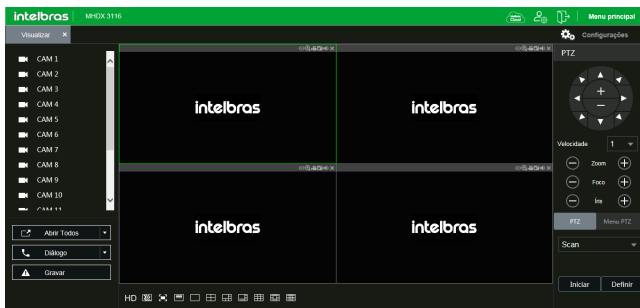 intelbras MHDX 3116 Menu principal
Visualizar × Configurações
CAM 1
CAM 2
CAM 3
CAM 4
CAM 5
CAM 6
CAM 7
CAM 8
CAM 9
CAM 10
CAM 11
Abrir Todos
Diálogo
Gravar
intelbras
intelbras
intelbras
intelbras
HD
PTZ
Velocidade 1
Zoom
Foco
Íris
PTZ Menu PTZ
Scan
Iniciar Definir